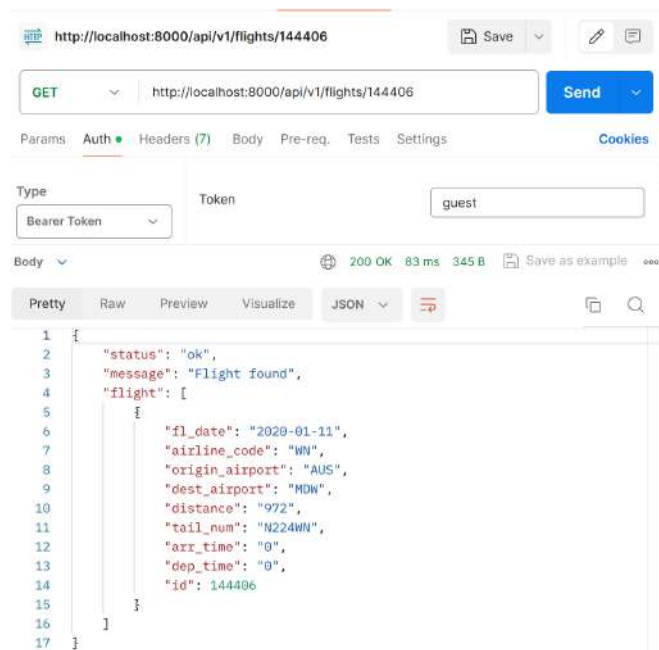 HTTP http://localhost:8000/api/v1/flights/144406 Save
GET http://localhost:8000/api/v1/flights/144406 Send
Params Auth Headers (7) Body Pre-req. Tests Settings Cookies
Type Token guest
Bearer Token
Body 200 OK 83 ms 345 B Save as example
Pretty Raw Preview Visualize JSON
1 {
2 "status": "ok",
3 "message": "Flight found",
4 "flight": [
5 {
6 "fl_date": "2020-01-11",
7 "airline_code": "WN",
8 "origin_airport": "AUS",
9 "dest_airport": "MDW",
10 "distance": "972",
11 "tail_num": "N224WN",
12 "arr_time": "0",
13 "dep_time": "0",
14 "id": 144406
15 }
16 ]
17 }